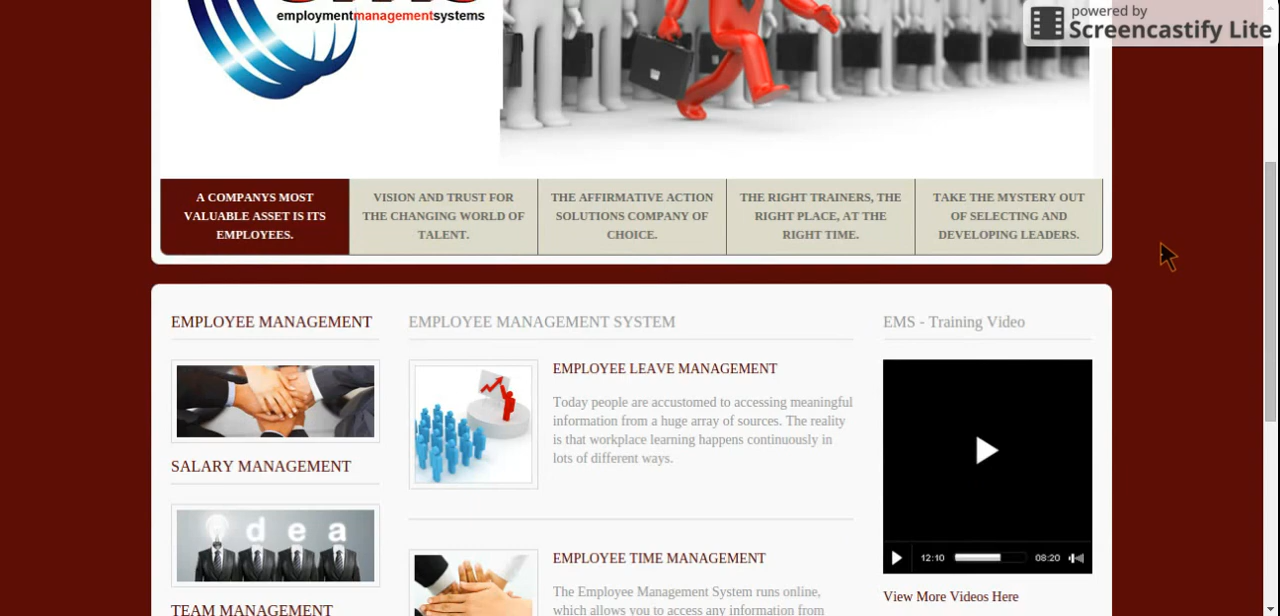 employmentmanagementsystems
powered by
Screencastify Lite
A COMPANYS MOST
VALUABLE ASSET IS ITS
EMPLOYEES.
VISION AND TRUST FOR
THE CHANGING WORLD OF
TALENT.
THE AFFIRMATIVE ACTION
SOLUTIONS COMPANY OF
CHOICE.
THE RIGHT TRAINERS, THE
RIGHT PLACE, AT THE
RIGHT TIME.
TAKE THE MYSTERY OUT
OF SELECTING AND
DEVELOPING LEADERS.
EMPLOYEE MANAGEMENT
SALARY MANAGEMENT
idea
TEAM MANAGEMENT
EMPLOYEE MANAGEMENT SYSTEM
EMPLOYEE LEAVE MANAGEMENT
Today people are accustomed to accessing meaningful
information from a huge array of sources. The reality
is that workplace learning happens continuously in
lots of different ways.
EMPLOYEE TIME MANAGEMENT
The Employee Management System runs online,
which allows you to access any information from
EMS - Training Video
12:10
08:20
View More Videos Here